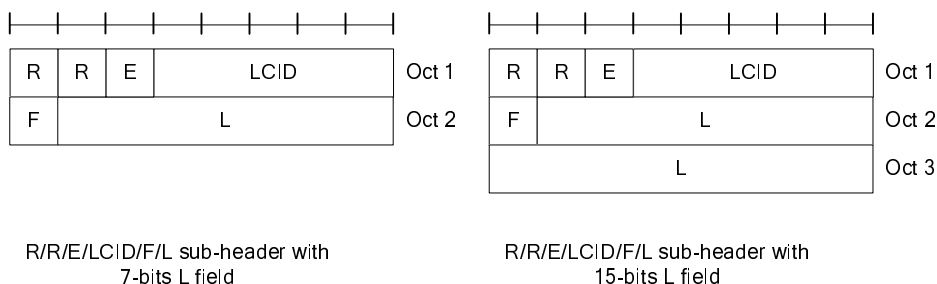 R R E LCID Oct 1
F L Oct 2
R/R/E/LCID/F/L sub-header with
7-bits L field
R R E LCID Oct 1
F L Oct 2
L Oct 3
R/R/E/LCID/F/L sub-header with
15-bits L field